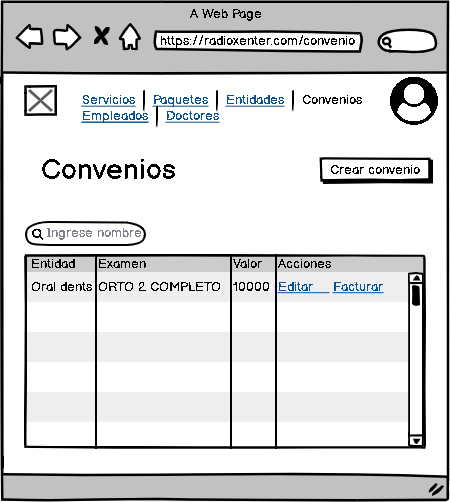 A Web Page
https://radioxenter.com/convenio
Servicios Paquetes Entidades Convenios
Empleados Doctores
Convenios
Crear convenio
Ingrese nombre
Entidad Examen Valor Acciones
Oral dents ORTO 2 COMPLETO 10000 Editar Facturar